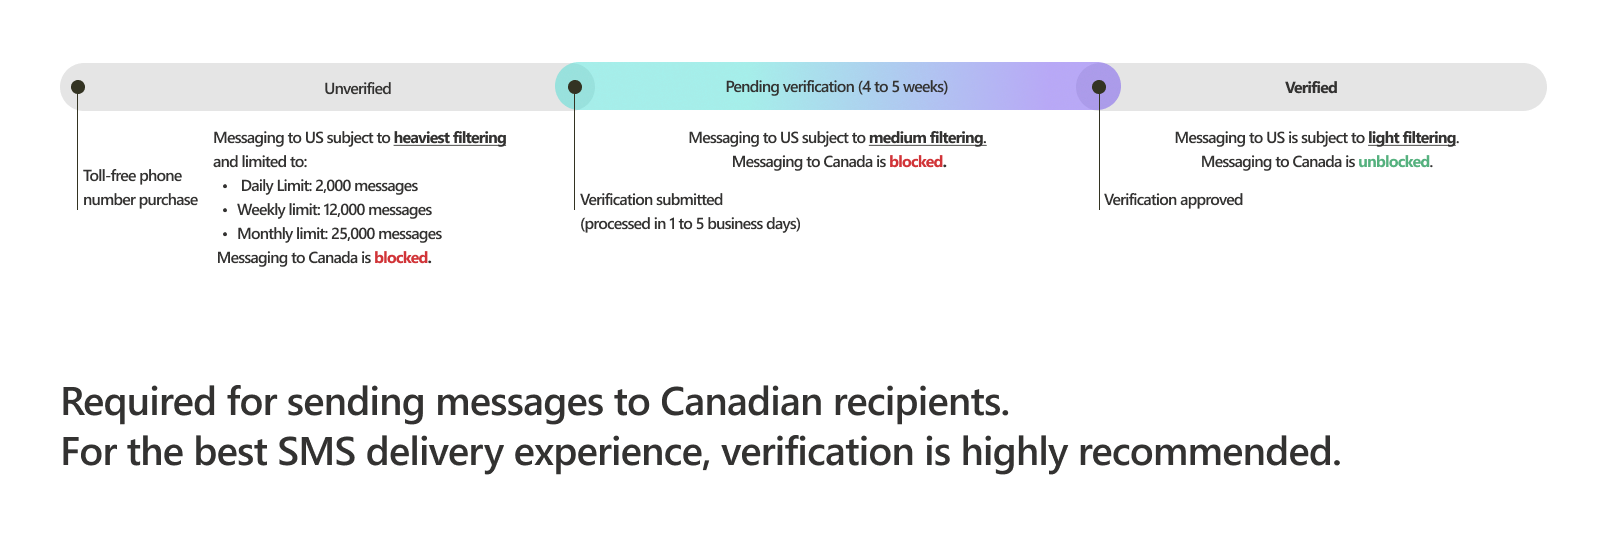 Unverified
Pending verification (4 to 5 weeks)
Verified
Toll-free phone
number purchase
Messaging to US subject to heaviest filtering
and limited to:
• Daily Limit: 2,000 messages
• Weekly limit: 12,000 messages
• Monthly limit: 25,000 messages
Messaging to Canada is blocked.
Messaging to US subject to medium filtering.
Messaging to Canada is blocked.
Verification submitted
(processed in 1 to 5 business days)
Messaging to US is subject to light filtering.
Messaging to Canada is unblocked.
Verification approved
Required for sending messages to Canadian recipients.
For the best SMS delivery experience, verification is highly recommended.